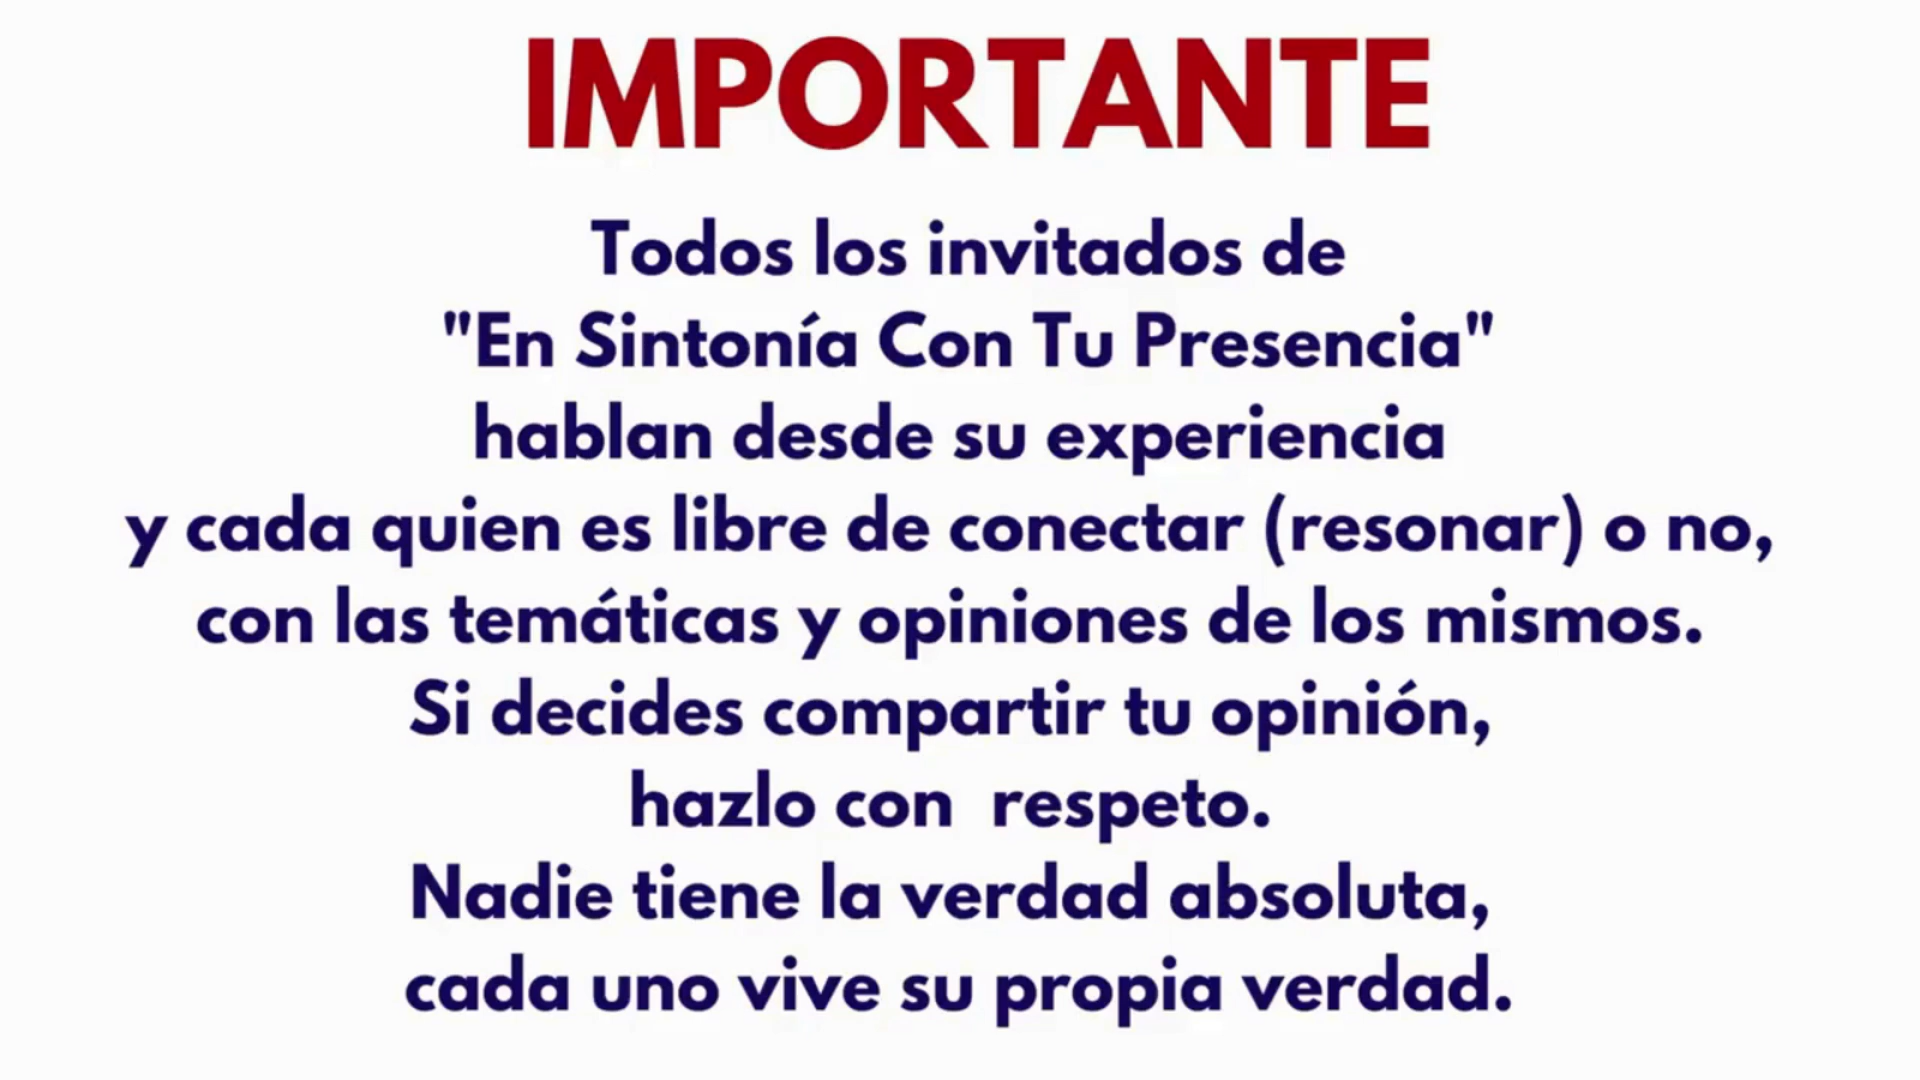 IMPORTANTE
Todos los invitados de
"En Sintonía Con Tu Presencia"
hablan desde su experiencia
y cada quien es libre de conectar (resonar) o no,
con las temáticas y opiniones de los mismos.
Si decides compartir tu opinión,
hazlo con  respeto.
Nadie tiene la verdad absoluta,
cada uno vive su propia verdad.